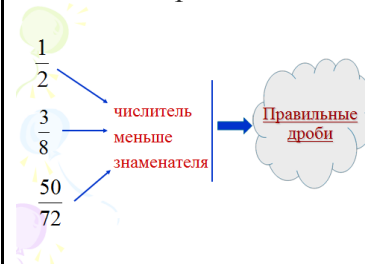 1
2
3
8
50
72
числитель
меньше
знаменателя
Правильные
дроби